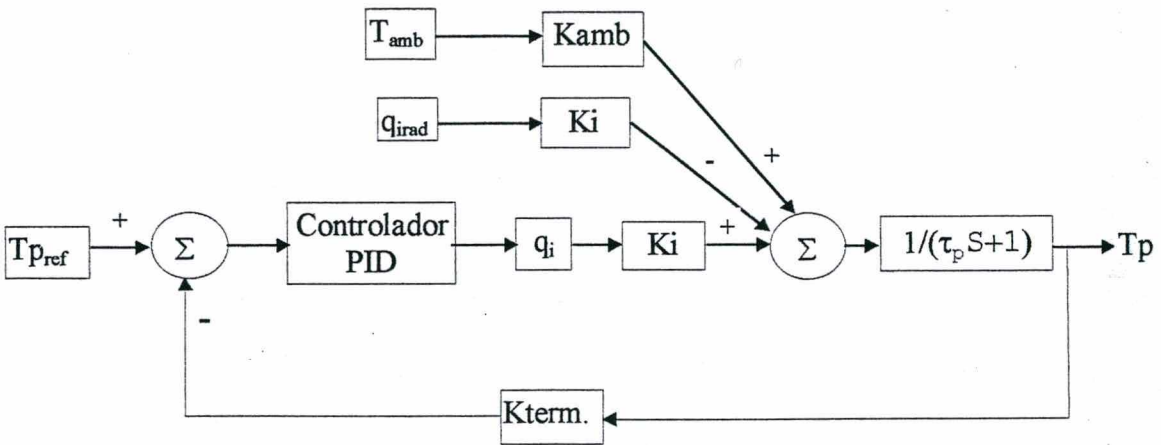 T_amb Kamb
q_irad Ki
- +
+ +
Tp_ref Σ Controlador PID q_i Ki Σ 1/(τ_p S+1) Tp
-
Kterm.